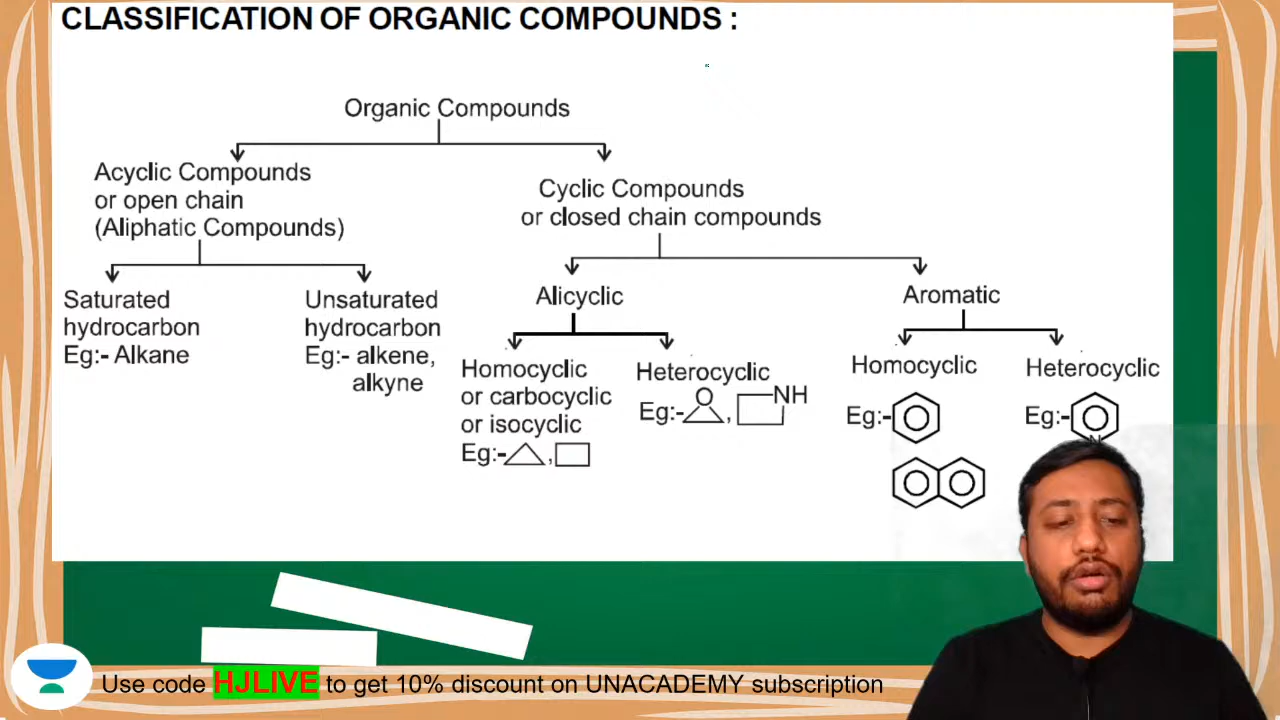 CLASSIFICATION OF ORGANIC COMPOUNDS :
Organic Compounds
Acyclic Compounds
or open chain
(Aliphatic Compounds)
Cyclic Compounds
or closed chain compounds
Saturated
hydrocarbon
Eg:- Alkane
Unsaturated
hydrocarbon
Eg:- alkene,
alkyne
Alicyclic
Homocyclic
or carbocyclic
or isocyclic
Eg:- ,
Heterocyclic
Eg:- O , NH
Aromatic
Homocyclic
Eg:-
Heterocyclic
Eg:-
N
Use code HJLIVE to get 10% discount on UNACADEMY subscription